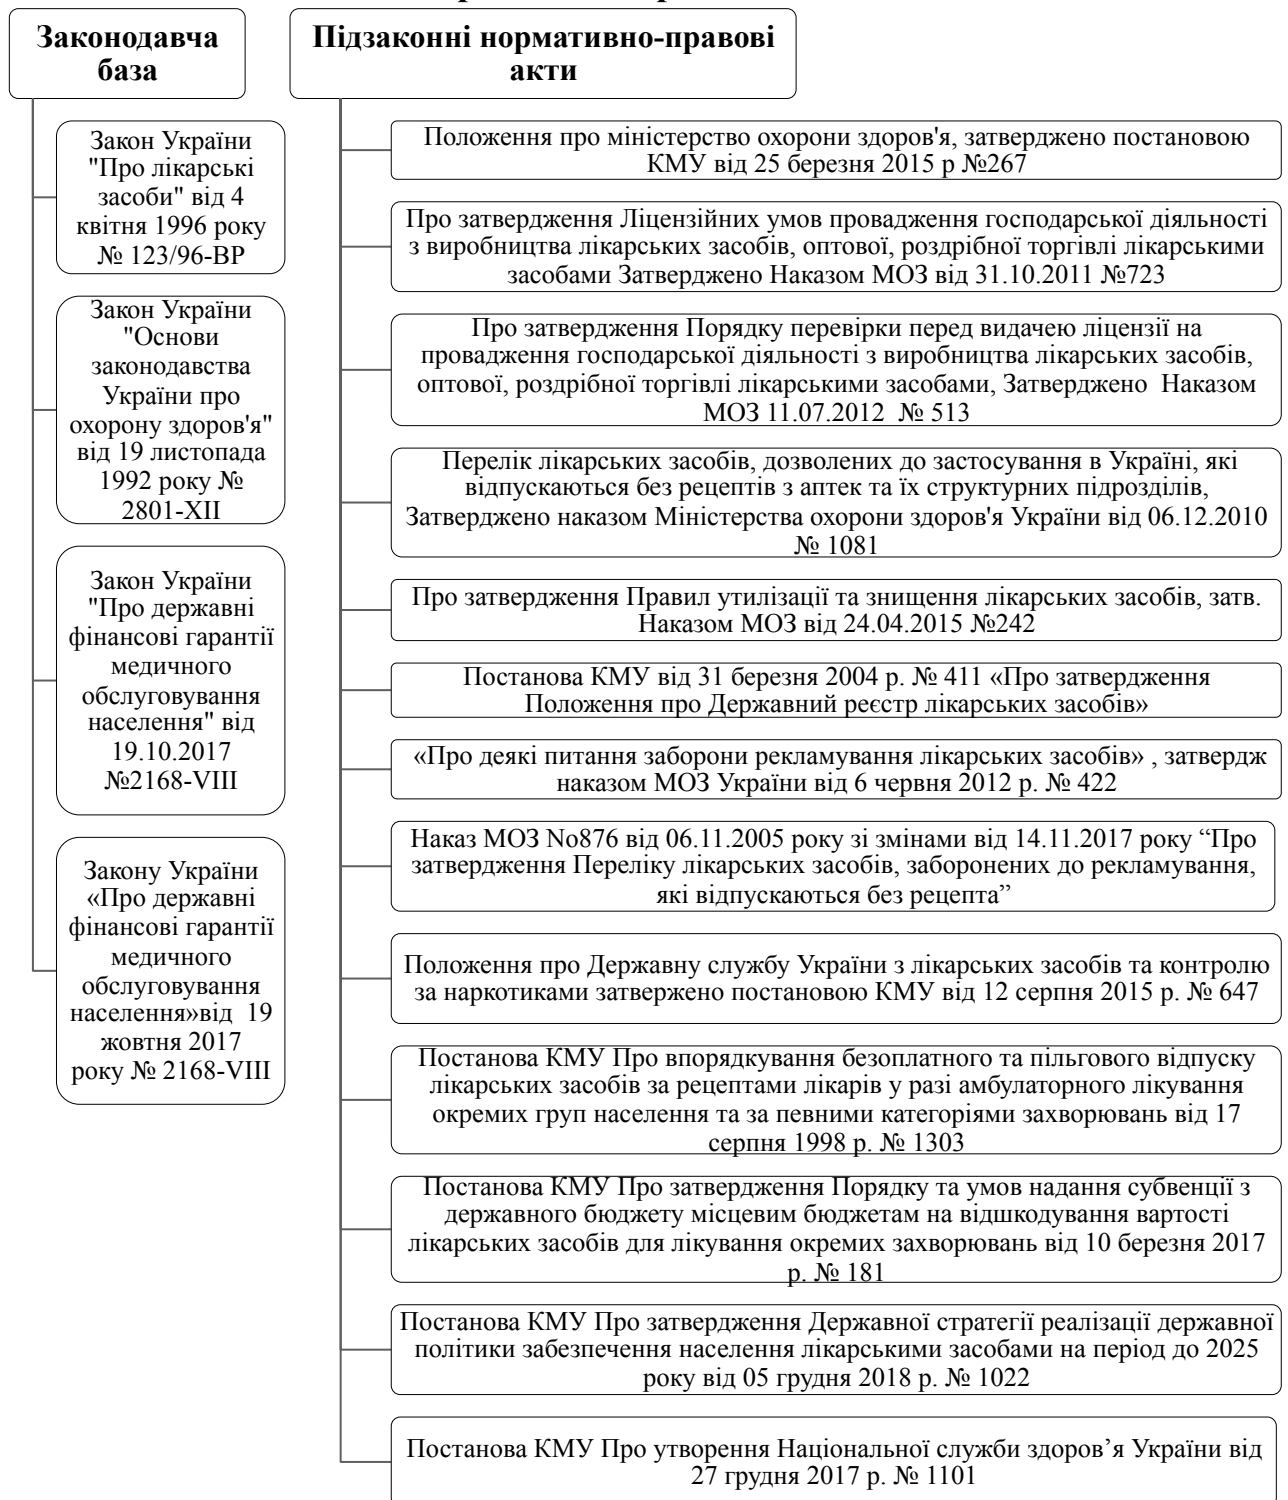 Законодавча
база
Підзаконні нормативно-правові
акти
Закон України
"Про лікарські
засоби" від 4
квітня 1996 року
№ 123/96-ВР
Закон України
"Основи
законодавства
України про
охорону здоров'я"
від 19 листопада
1992 року №
2801-XII
Закон України
"Про державні
фінансові гарантії
медичного
обслуговування
населення" від
19.10.2017
№2168-VIII
Закону України
«Про державні
фінансові гарантії
медичного
обслуговування
населення»від 19
жовтня 2017
року № 2168-VIII
Положення про міністерство охорони здоров'я, затверджено постановою
КМУ від 25 березня 2015 р №267
Про затвердження Ліцензійних умов провадження господарської діяльності
з виробництва лікарських засобів, оптової, роздрібної торгівлі лікарськими
засобами Затверджено Наказом МОЗ від 31.10.2011 №723
Про затвердження Порядку перевірки перед видачею ліцензії на
провадження господарської діяльності з виробництва лікарських засобів,
оптової, роздрібної торгівлі лікарськими засобами, Затверджено Наказом
МОЗ 11.07.2012 № 513
Перелік лікарських засобів, дозволених до застосування в Україні, які
відпускаються без рецептів з аптек та їх структурних підрозділів,
Затверджено наказом Міністерства охорони здоров'я України від 06.12.2010
№ 1081
Про затвердження Правил утилізації та знищення лікарських засобів, затв.
Наказом МОЗ від 24.04.2015 №242
Постанова КМУ від 31 березня 2004 р. № 411 «Про затвердження
Положення про Державний реєстр лікарських засобів»
«Про деякі питання заборони рекламування лікарських засобів» , затвердж
наказом МОЗ України від 6 червня 2012 р. № 422
Наказ МОЗ No876 від 06.11.2005 року зі змінами від 14.11.2017 року “Про
затвердження Переліку лікарських засобів, заборонених до рекламування,
які відпускаються без рецепта”
Положення про Державну службу України з лікарських засобів та контролю
за наркотиками затвержено постановою КМУ від 12 серпня 2015 р. № 647
Постанова КМУ Про впорядкування безоплатного та пільгового відпуску
лікарських засобів за рецептами лікарів у разі амбулаторного лікування
окремих груп населення та за певними категоріями захворювань від 17
серпня 1998 р. № 1303
Постанова КМУ Про затвердження Порядку та умов надання субвенції з
державного бюджету місцевим бюджетам на відшкодування вартості
лікарських засобів для лікування окремих захворювань від 10 березня 2017
р. № 181
Постанова КМУ Про затвердження Державної стратегії реалізації державної
політики забезпечення населення лікарськими засобами на період до 2025
року від 05 грудня 2018 р. № 1022
Постанова КМУ Про утворення Національної служби здоров’я України від
27 грудня 2017 р. № 1101